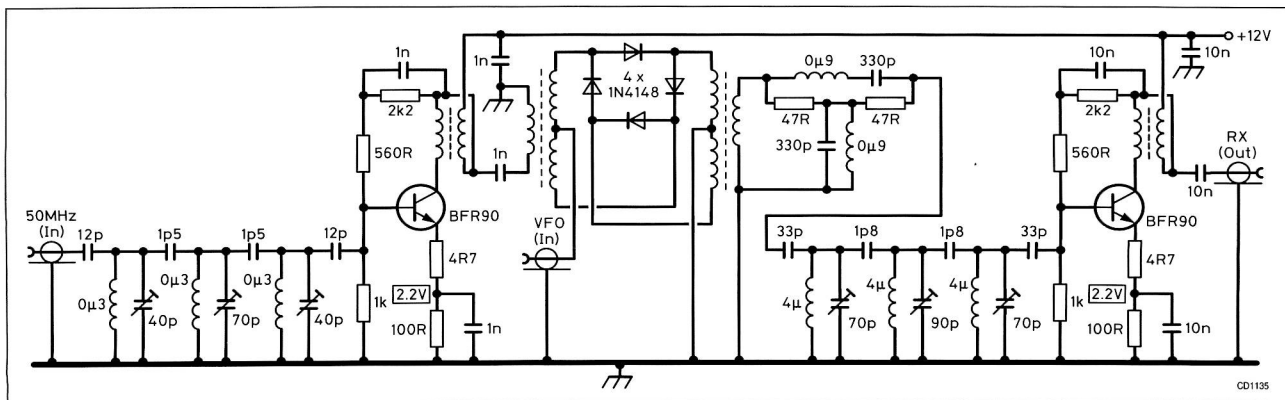 50MHz
(In)
12p
0µ3
40p
1p5
0µ3
70p
1p5
0µ3
40p
12p
1n
2k2
560R
1k
BFR90
4R7
2.2V
100R
1n
1n
1n
VFO
(In)
4 x
1N4148
0µ9
330p
47R
47R
330p
0µ9
33p
4µ
70p
1p8
4µ
90p
1p8
4µ
70p
33p
10n
2k2
560R
1k
BFR90
4R7
2.2V
100R
10n
10n
+12V
10n
RX
(Out)
CD1135